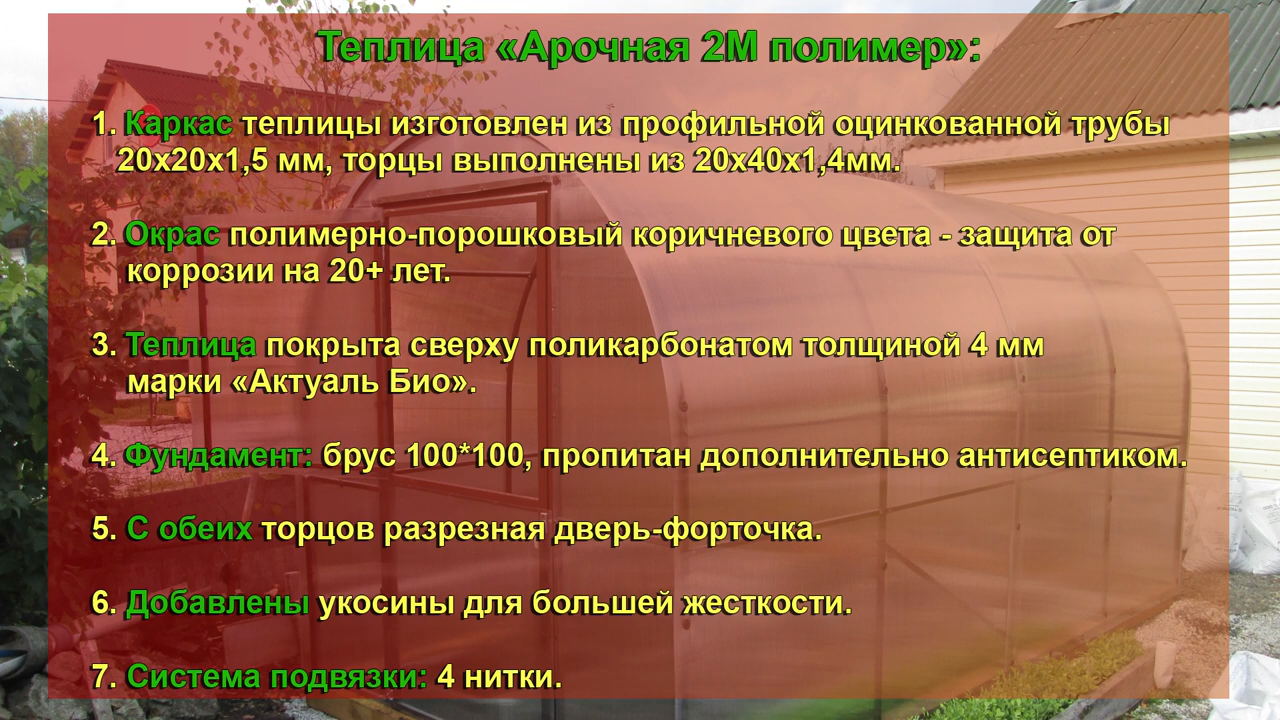 Теплица «Арочная 2М полимер»:
1. Каркас теплицы изготовлен из профильной оцинкованной трубы
20х20х1,5 мм, торцы выполнены из 20х40х1,4мм.
2. Окрас полимерно-порошковый коричневого цвета - защита от
коррозии на 20+ лет.
3. Теплица покрыта сверху поликарбонатом толщиной 4 мм
марки «Актуаль Био».
4. Фундамент: брус 100*100, пропитан дополнительно антисептиком.
5. С обеих торцов разрезная дверь-форточка.
6. Добавлены укосины для большей жесткости.
7. Система подвязки: 4 нитки.